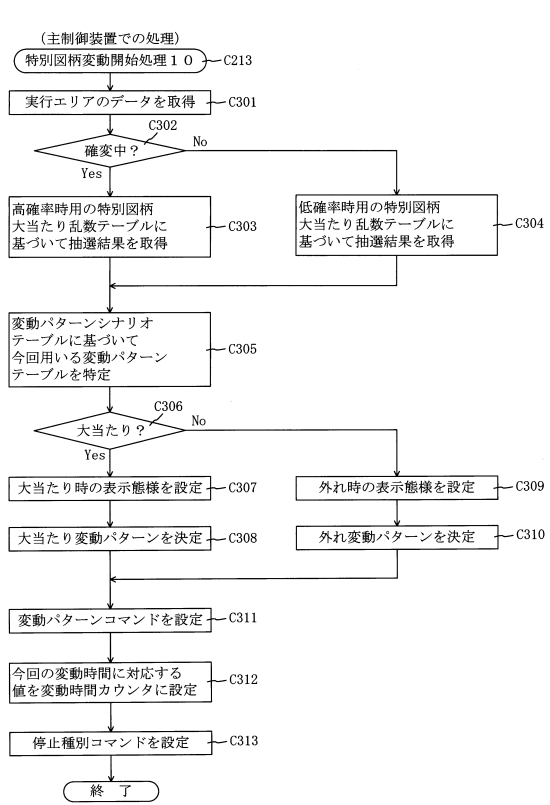 (主制御装置での処理)
特別図柄変動開始処理10
C213
実行エリアのデータを取得
C301
C302
確変中?
No
Yes
高確率時用の特別図柄
大当たり乱数テーブルに
基づいて抽選結果を取得
C303
低確率時用の特別図柄
大当たり乱数テーブルに
基づいて抽選結果を取得
C304
変動パターンシナリオ
テーブルに基づいて
今回用いる変動パターン
テーブルを特定
C305
C306
大当たり?
No
Yes
大当たり時の表示態様を設定
C307
外れ時の表示態様を設定
C309
大当たり変動パターンを決定
C308
外れ変動パターンを決定
C310
変動パターンコマンドを設定
C311
今回の変動時間に対応する
値を変動時間カウンタに設定
C312
停止種別コマンドを設定
C313
終 了